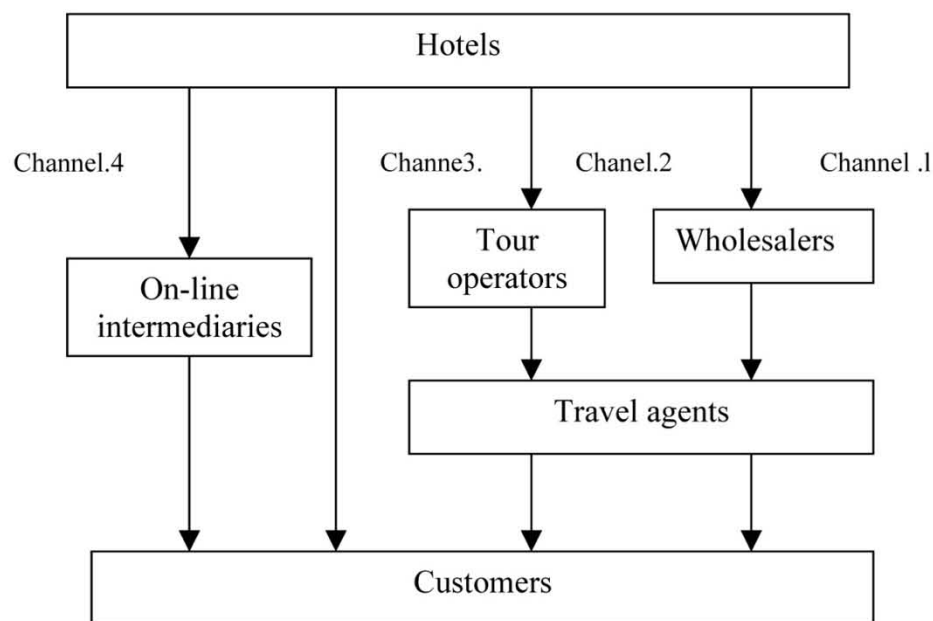 Hotels
Channel.4
Channe3.
Chanel.2
Channel .l
Tour
operators
Wholesalers
On-line
intermediaries
Travel agents
Customers